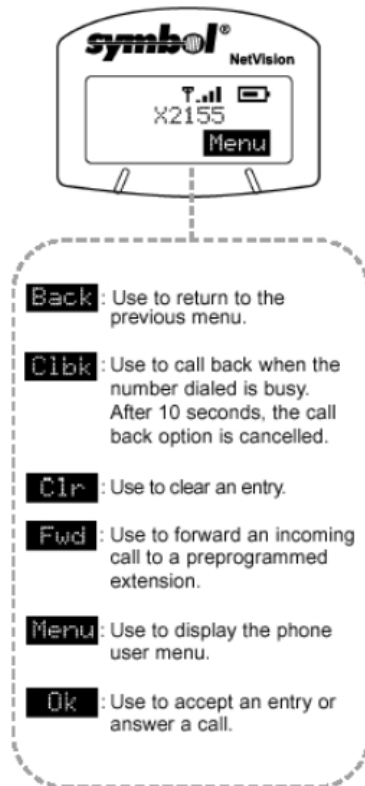 symbol®
NetVision
X2155
Menu
Back : Use to return to the
previous menu.
Clbk : Use to call back when the
number dialed is busy.
After 10 seconds, the call
back option is cancelled.
Clr : Use to clear an entry.
Fwd : Use to forward an incoming
call to a preprogrammed
extension.
Menu : Use to display the phone
user menu.
Ok : Use to accept an entry or
answer a call.